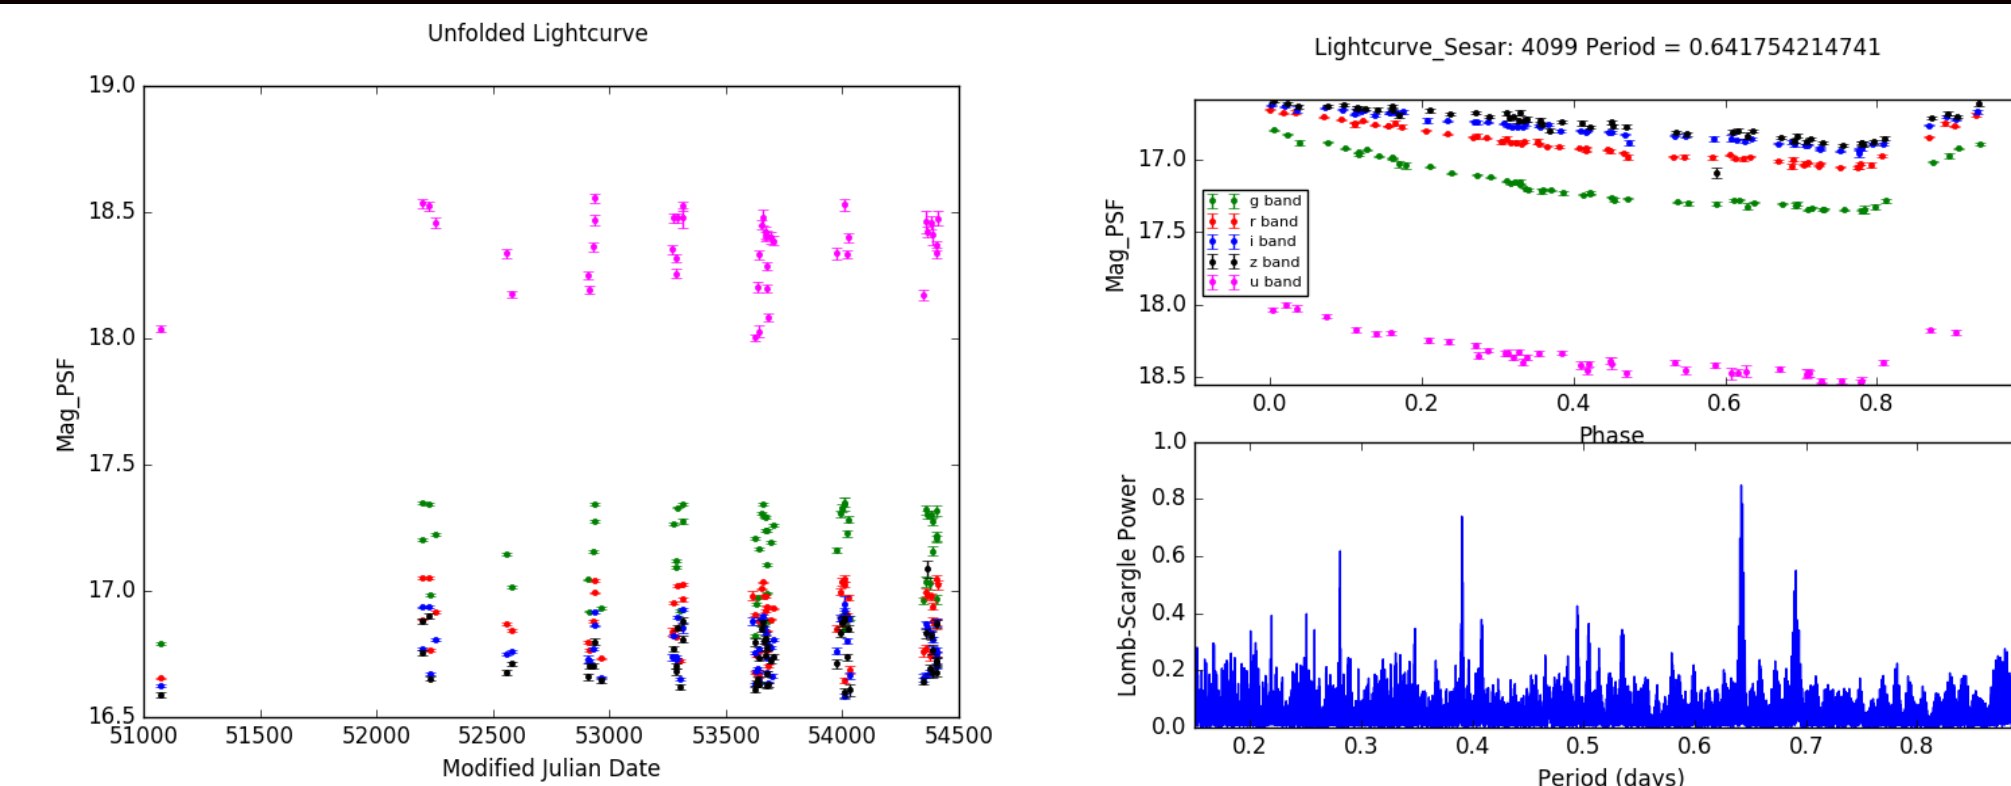 Unfolded Lightcurve
19.0
18.5
18.0
17.5
17.0
16.5
Mag_PSF
51000 51500 52000 52500 53000 53500 54000 54500
Modified Julian Date
Lightcurve_Sesar: 4099 Period = 0.641754214741
17.0
17.5
18.0
18.5
Mag_PSF
g band
r band
i band
z band
u band
0.0 0.2 0.4 0.6 0.8
Phase
1.0
0.8
0.6
0.4
0.2
0.0
Lomb-Scargle Power
0.2 0.3 0.4 0.5 0.6 0.7 0.8
Period (days)